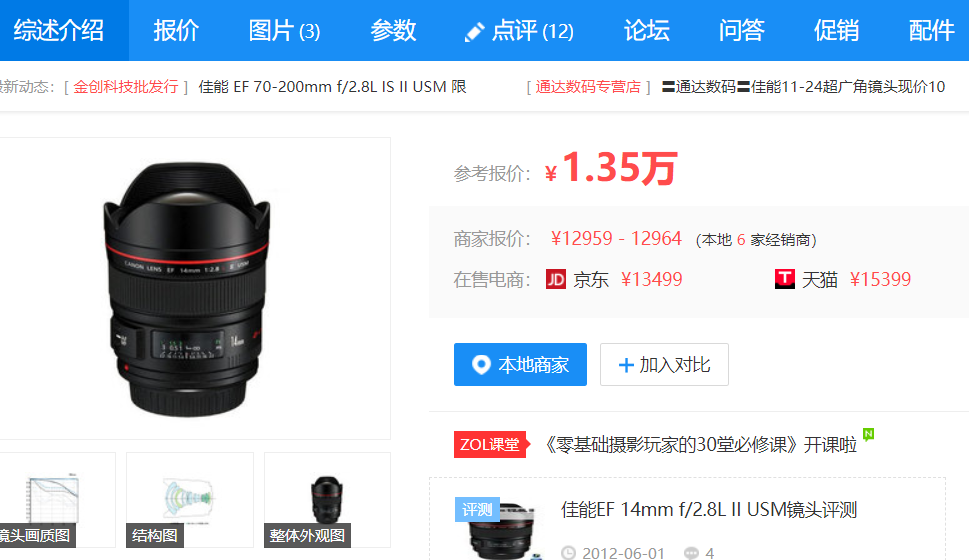 综述介绍 报价 图片 (3) 参数 点评 (12) 论坛 问答 促销 配件
最新动态: [ 金创科技批发行 ] 佳能 EF 70-200mm f/2.8L IS II USM 限 [ 通达数码专营店 ] 〓通达数码〓佳能11-24超广角镜头现价10
参考报价: ¥ 1.35万
商家报价: ¥12959 - 12964 (本地 6 家经销商)
在售电商: JD 京东 ¥13499 T 天猫 ¥15399
CANON LENS EF 14mm 1:2.8 II USM
14mm
本地商家 加入对比
ZOL课堂 《零基础摄影玩家的30堂必修课》开课啦 N
镜头画质图 结构图 整体外观图
评测 佳能EF 14mm f/2.8L II USM镜头评测
2012-06-01 4